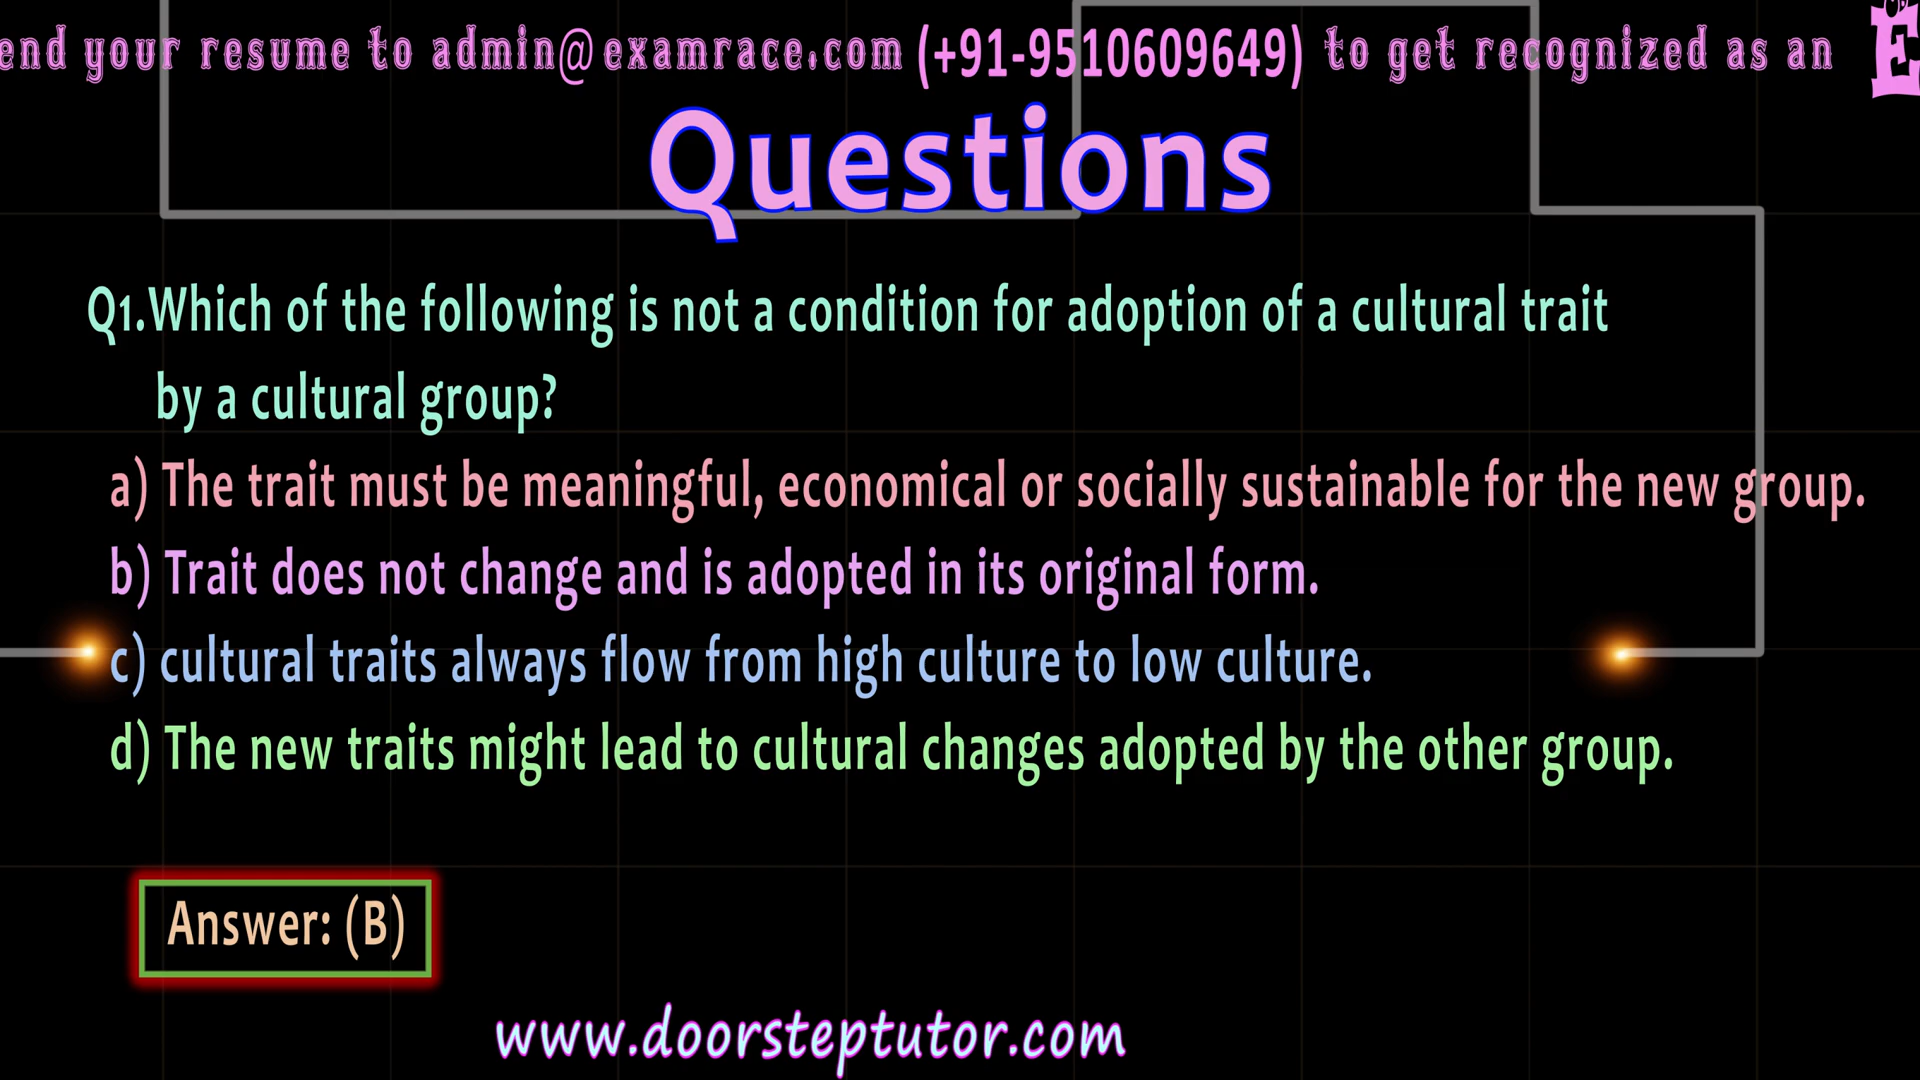 end your resume to admin@examrace.com (+91-9510609649) to get recognized as an E
Questions
Q1.Which of the following is not a condition for adoption of a cultural trait
by a cultural group?
a) The trait must be meaningful, economical or socially sustainable for the new group.
b) Trait does not change and is adopted in its original form.
c) cultural traits always flow from high culture to low culture.
d) The new traits might lead to cultural changes adopted by the other group.
Answer: (B)
www.doorsteptutor.com